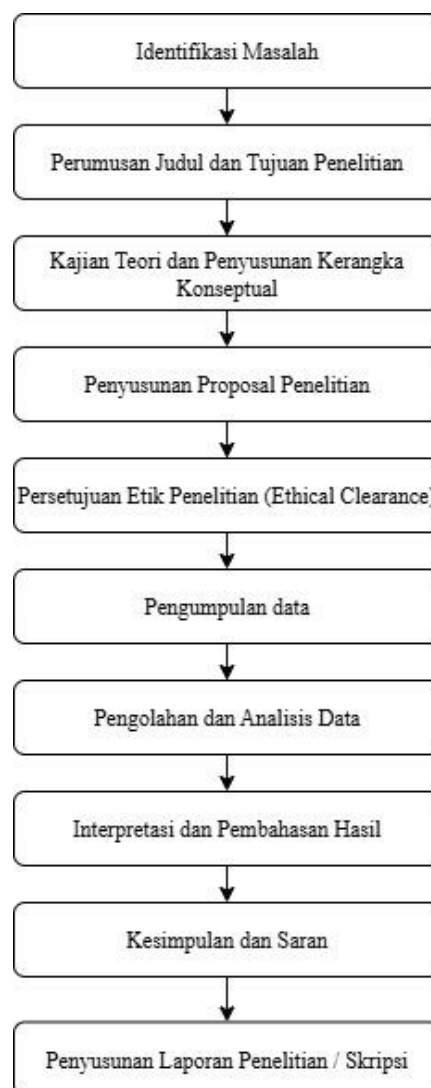 Identifikasi Masalah
Perumusan Judul dan Tujuan Penelitian
Kajian Teori dan Penyusunan Kerangka
Konseptual
Penyusunan Proposal Penelitian
Persetujuan Etik Penelitian (Ethical Clearance)
Pengumpulan data
Pengolahan dan Analisis Data
Interpretasi dan Pembahasan Hasil
Kesimpulan dan Saran
Penyusunan Laporan Penelitian / Skripsi